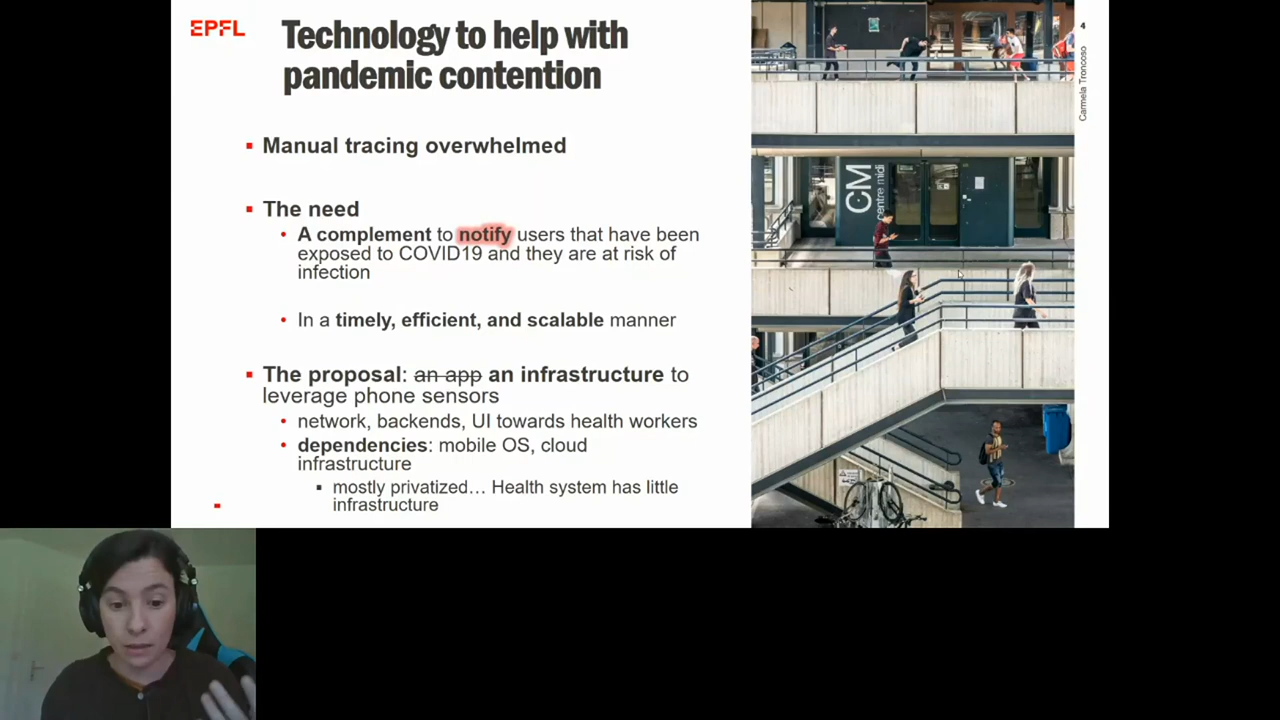 EPFL
Technology to help with
pandemic contention
4
Carmela Troncoso
▪ Manual tracing overwhelmed
▪ The need
• A complement to notify users that have been
exposed to COVID19 and they are at risk of
infection
• In a timely, efficient, and scalable manner
▪ The proposal: an app an infrastructure to
leverage phone sensors
• network, backends, UI towards health workers
• dependencies: mobile OS, cloud
infrastructure
▪ mostly privatized... Health system has little
infrastructure
CM
centre midi